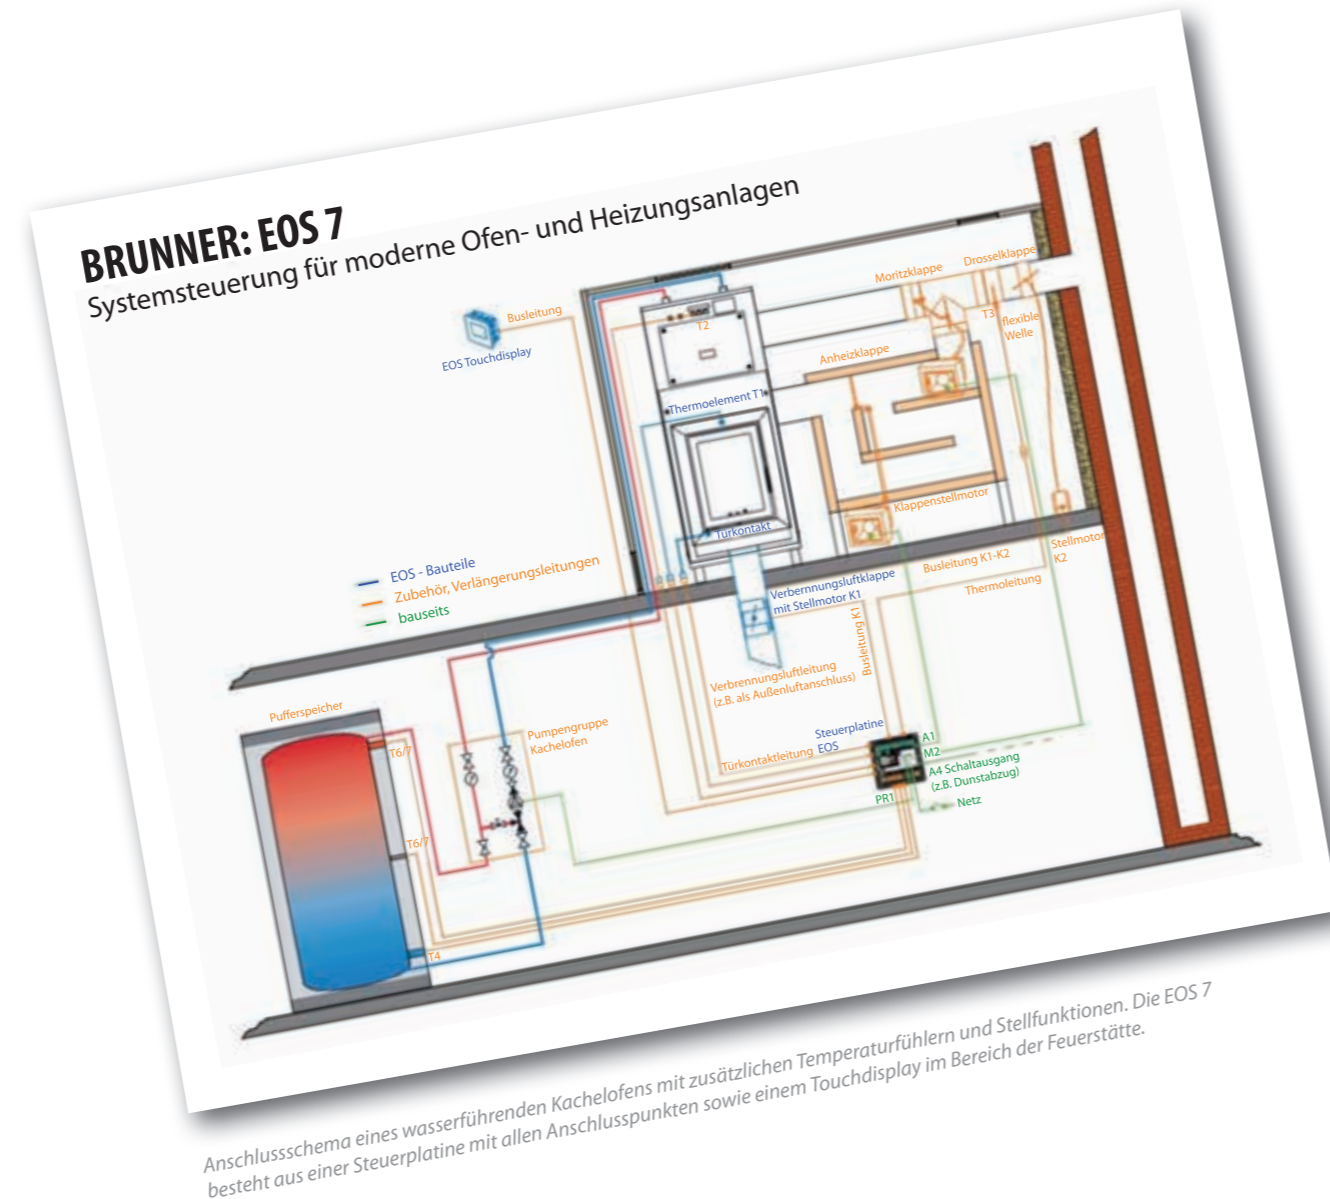 BRUNNER: EOS 7
Systemsteuerung für moderne Ofen- und Heizungsanlagen
Moritzklappe
Drosselklappe
Busleitung
EOS Touchdisplay
T2
T3
flexible
Welle
Anheizklappe
Thermoelement T1
Klappenstellmotor
Türkontakt
EOS - Bauteile
Zubehör, Verlängerungsleitungen
bauseits
Stellmotor
K2
Busleitung K1-K2
Thermoleitung
Verbernnungsluftklappe
mit Stellmotor K1
Busleitung K1
Verbrennungsluftleitung
(z.B. als Außenluftanschluss)
Pufferspeicher
Pumpengruppe
Kachelofen
Steuerplatine
EOS
Türkontaktleitung
T6/7
T6/7
T4
A1
M2
A4 Schaltausgang
(z.B. Dunstabzug)
PR1
Netz
Anschlussschema eines wasserführenden Kachelofens mit zusätzlichen Temperaturfühlern und Stellfunktionen. Die EOS 7
besteht aus einer Steuerplatine mit allen Anschlusspunkten sowie einem Touchdisplay im Bereich der Feuerstätte.